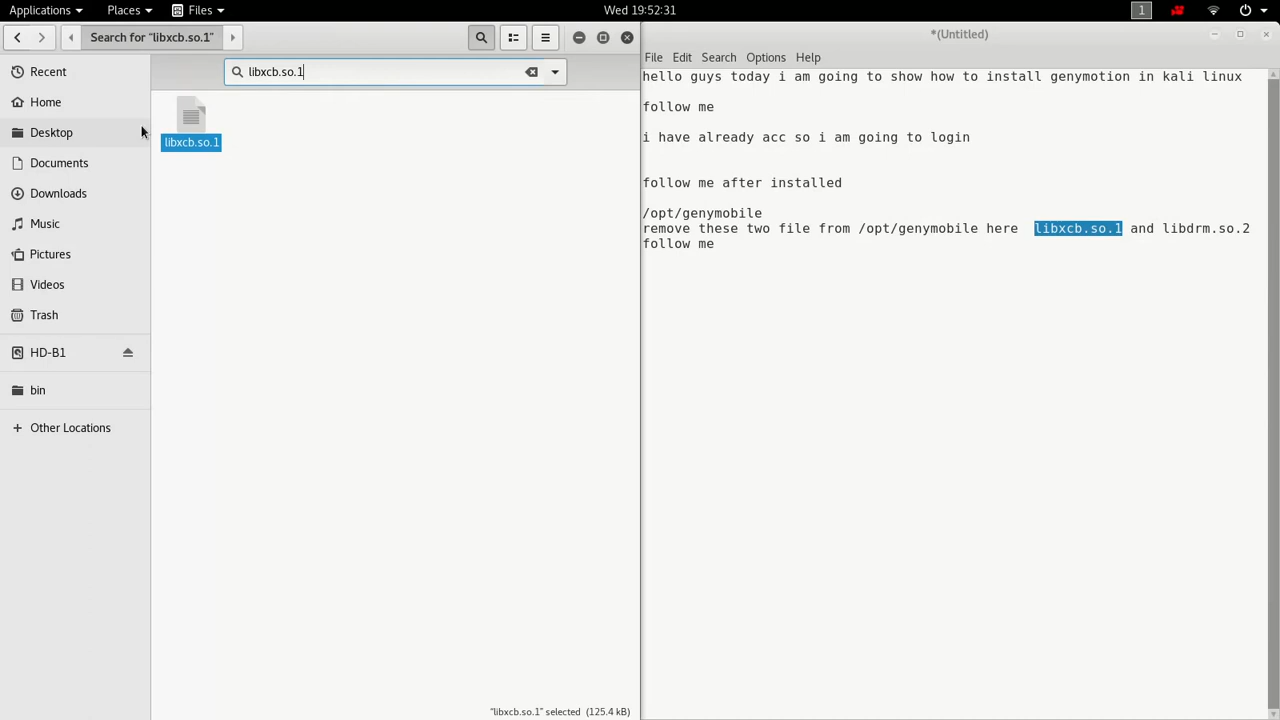 Applications
Places
Files
Wed 19:52:31
1
Search for “libxcb.so.1”
*(Untitled)
File Edit Search Options Help
libxcb.so.1
Recent
Home
Desktop
Documents
Downloads
Music
Pictures
Videos
Trash
HD-B1
bin
+ Other Locations
libxcb.so.1
“libxcb.so.1” selected (125.4 kB)
hello guys today i am going to show how to install genymotion in kali linux
follow me
i have already acc so i am going to login
follow me after installed
/opt/genymobile
remove these two file from /opt/genymobile here libxcb.so.1 and libdrm.so.2
follow me